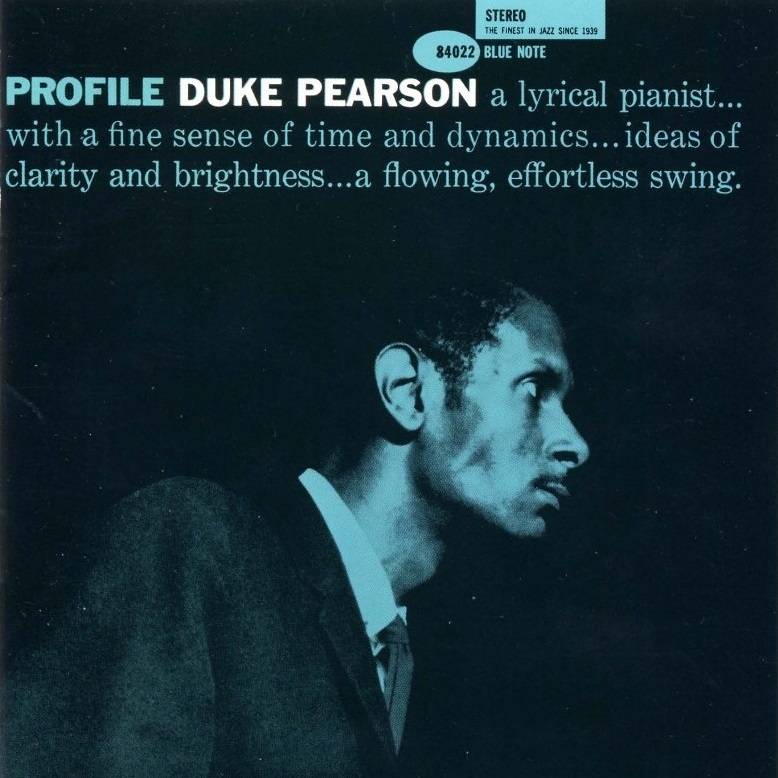 STEREO
THE FINEST IN JAZZ SINCE 1939
84022 BLUE NOTE
PROFILE DUKE PEARSON a lyrical pianist...
with a fine sense of time and dynamics...ideas of
clarity and brightness...a flowing, effortless swing.